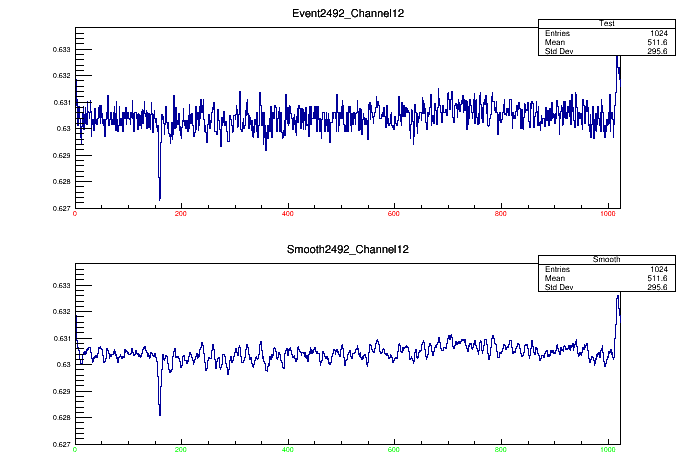 Event2492_Channel12
Test
Entries 1024
Mean 511.6
Std Dev 295.6
0.633
0.632
0.631
0.63
0.629
0.628
0.627
0 200 400 600 800 1000
Smooth2492_Channel12
Smooth
Entries 1024
Mean 511.6
Std Dev 295.6
0.633
0.632
0.631
0.63
0.629
0.628
0.627
0 200 400 600 800 1000